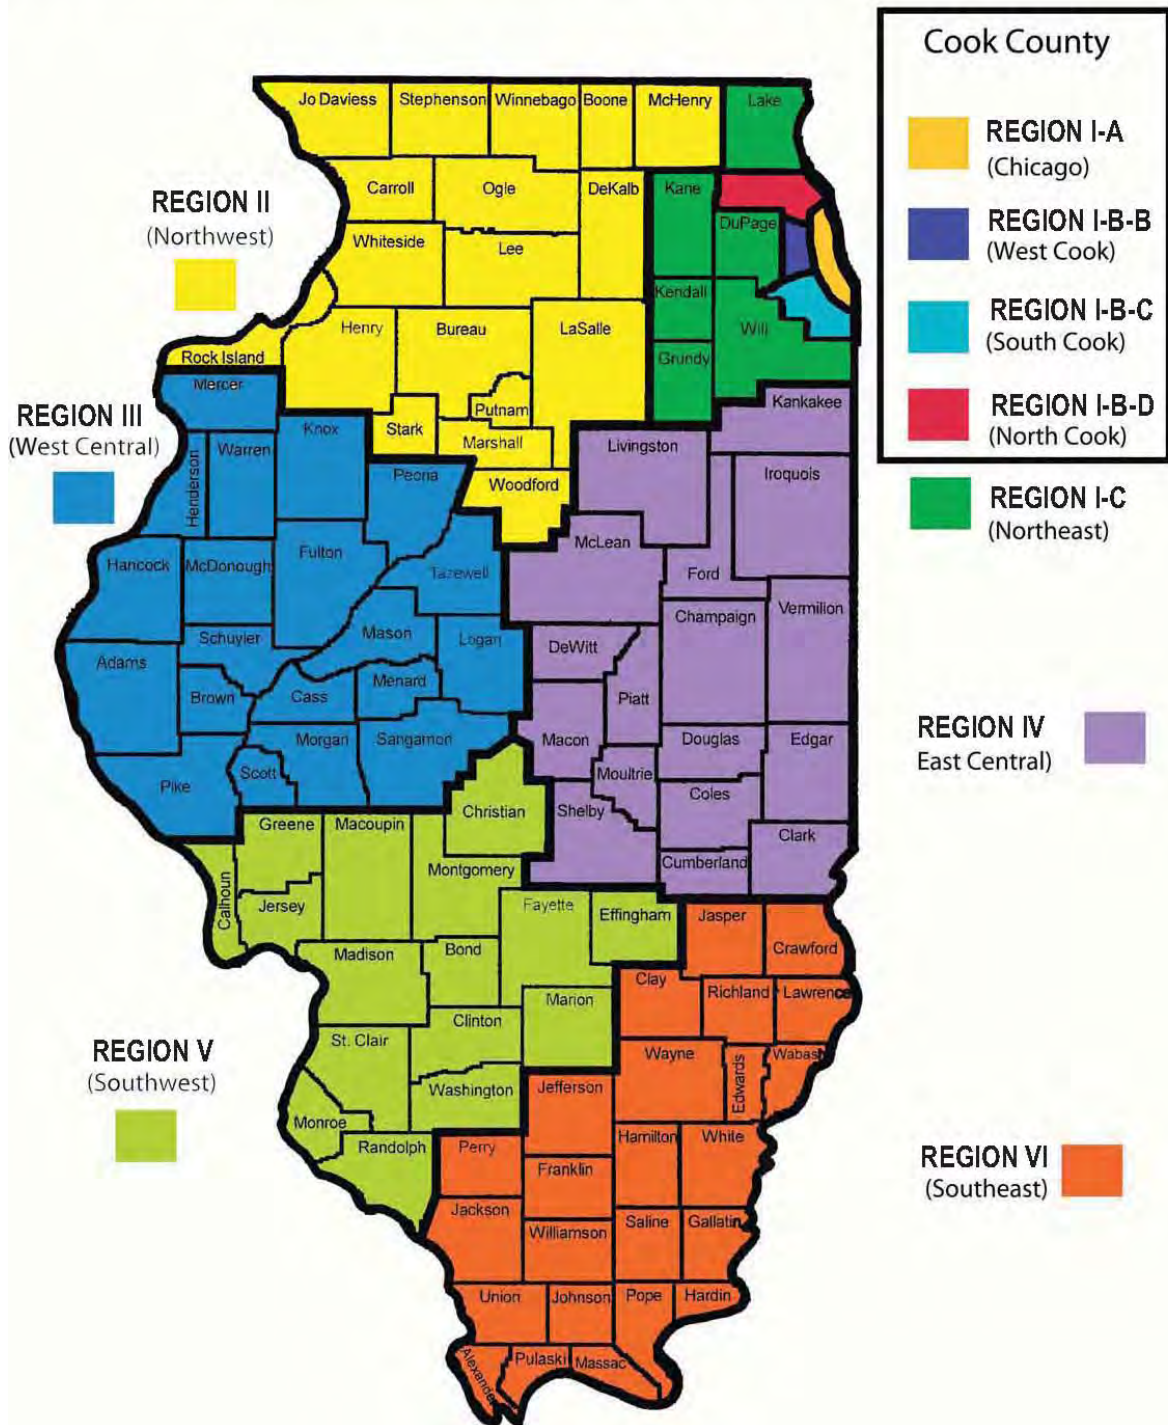 Cook County
REGION I-A
(Chicago)
REGION I-B-B
(West Cook)
REGION I-B-C
(South Cook)
REGION I-B-D
(North Cook)
REGION I-C
(Northeast)
REGION II
(Northwest)
REGION III
(West Central)
REGION IV
East Central)
REGION V
(Southwest)
REGION VI
(Southeast)
Jo Daviess
Stephenson
Winnebago
Boone
McHenry
Lake
Carroll
Ogle
DeKalb
Kane
DuPage
Whiteside
Lee
Kendall
Will
Henry
Bureau
LaSalle
Grundy
Rock Island
Putnam
Stark
Marshall
Woodford
Mercer
Knox
Warren
Henderson
Peoria
Kankakee
Livingston
Iroquois
Hancock
McDonough
Fulton
Tazewell
McLean
Ford
Schuyler
Mason
Logan
Champaign
Vermilion
Adams
Brown
Cass
Menard
DeWitt
Piatt
Morgan
Sangamon
Macon
Douglas
Edgar
Pike
Scott
Moultrie
Coles
Shelby
Christian
Greene
Macoupin
Clark
Cumberland
Montgomery
Calhoun
Jersey
Fayette
Effingham
Jasper
Crawford
Madison
Bond
Clay
Richland
Lawrence
Marion
Clinton
St. Clair
Wayne
Edwards
Wabash
Washington
Jefferson
Monroe
Randolph
Perry
Hamilton
White
Franklin
Jackson
Williamson
Saline
Gallatin
Union
Johnson
Pope
Hardin
Alexander
Pulaski
Massac